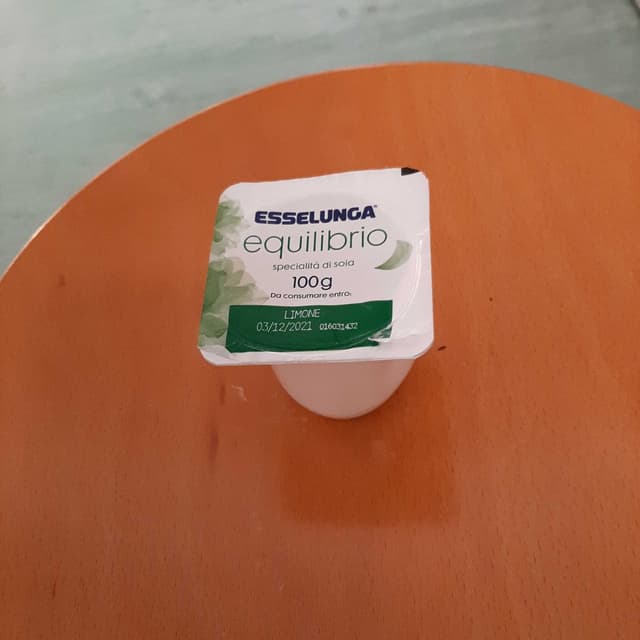 ESSELUNGA®
equilibrio
specialità di soia
100g
Da consumare entro:
LIMONE
03/12/2021 016031432